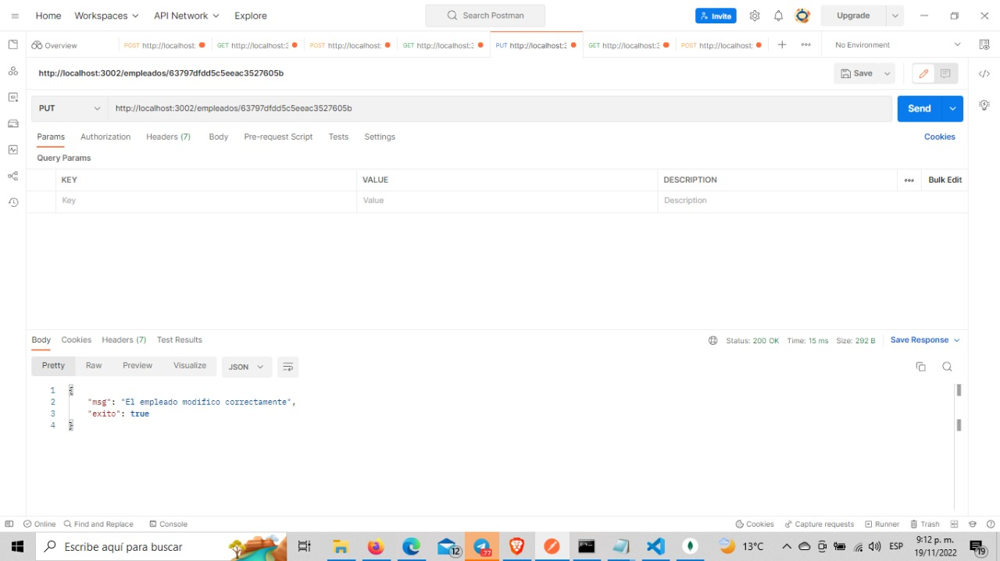 Home Workspaces API Network Explore Search Postman Invite Upgrade
Overview POST http://localhost: GET http://localhost:3 POST http://localhost: GET http://localhost:3 PUT http://localhost:3 GET http://localhost:3 POST http://localhost: No Environment
http://localhost:3002/empleados/63797dfdd5c5eeac3527605b Save
PUT http://localhost:3002/empleados/63797dfdd5c5eeac3527605b Send
Params Authorization Headers (7) Body Pre-request Script Tests Settings Cookies
Query Params
KEY VALUE DESCRIPTION Bulk Edit
Key Value Description
Body Cookies Headers (7) Test Results Status: 200 OK Time: 15 ms Size: 292 B Save Response
Pretty Raw Preview Visualize JSON
1 {
2 "msg": "El empleado modifico correctamente",
3 "exito": true
4 }
Online Find and Replace Console Cookies Capture requests Runner Trash
Escribe aquí para buscar 12 77 13°C ESP 9:12 p. m.
19/11/2022 19